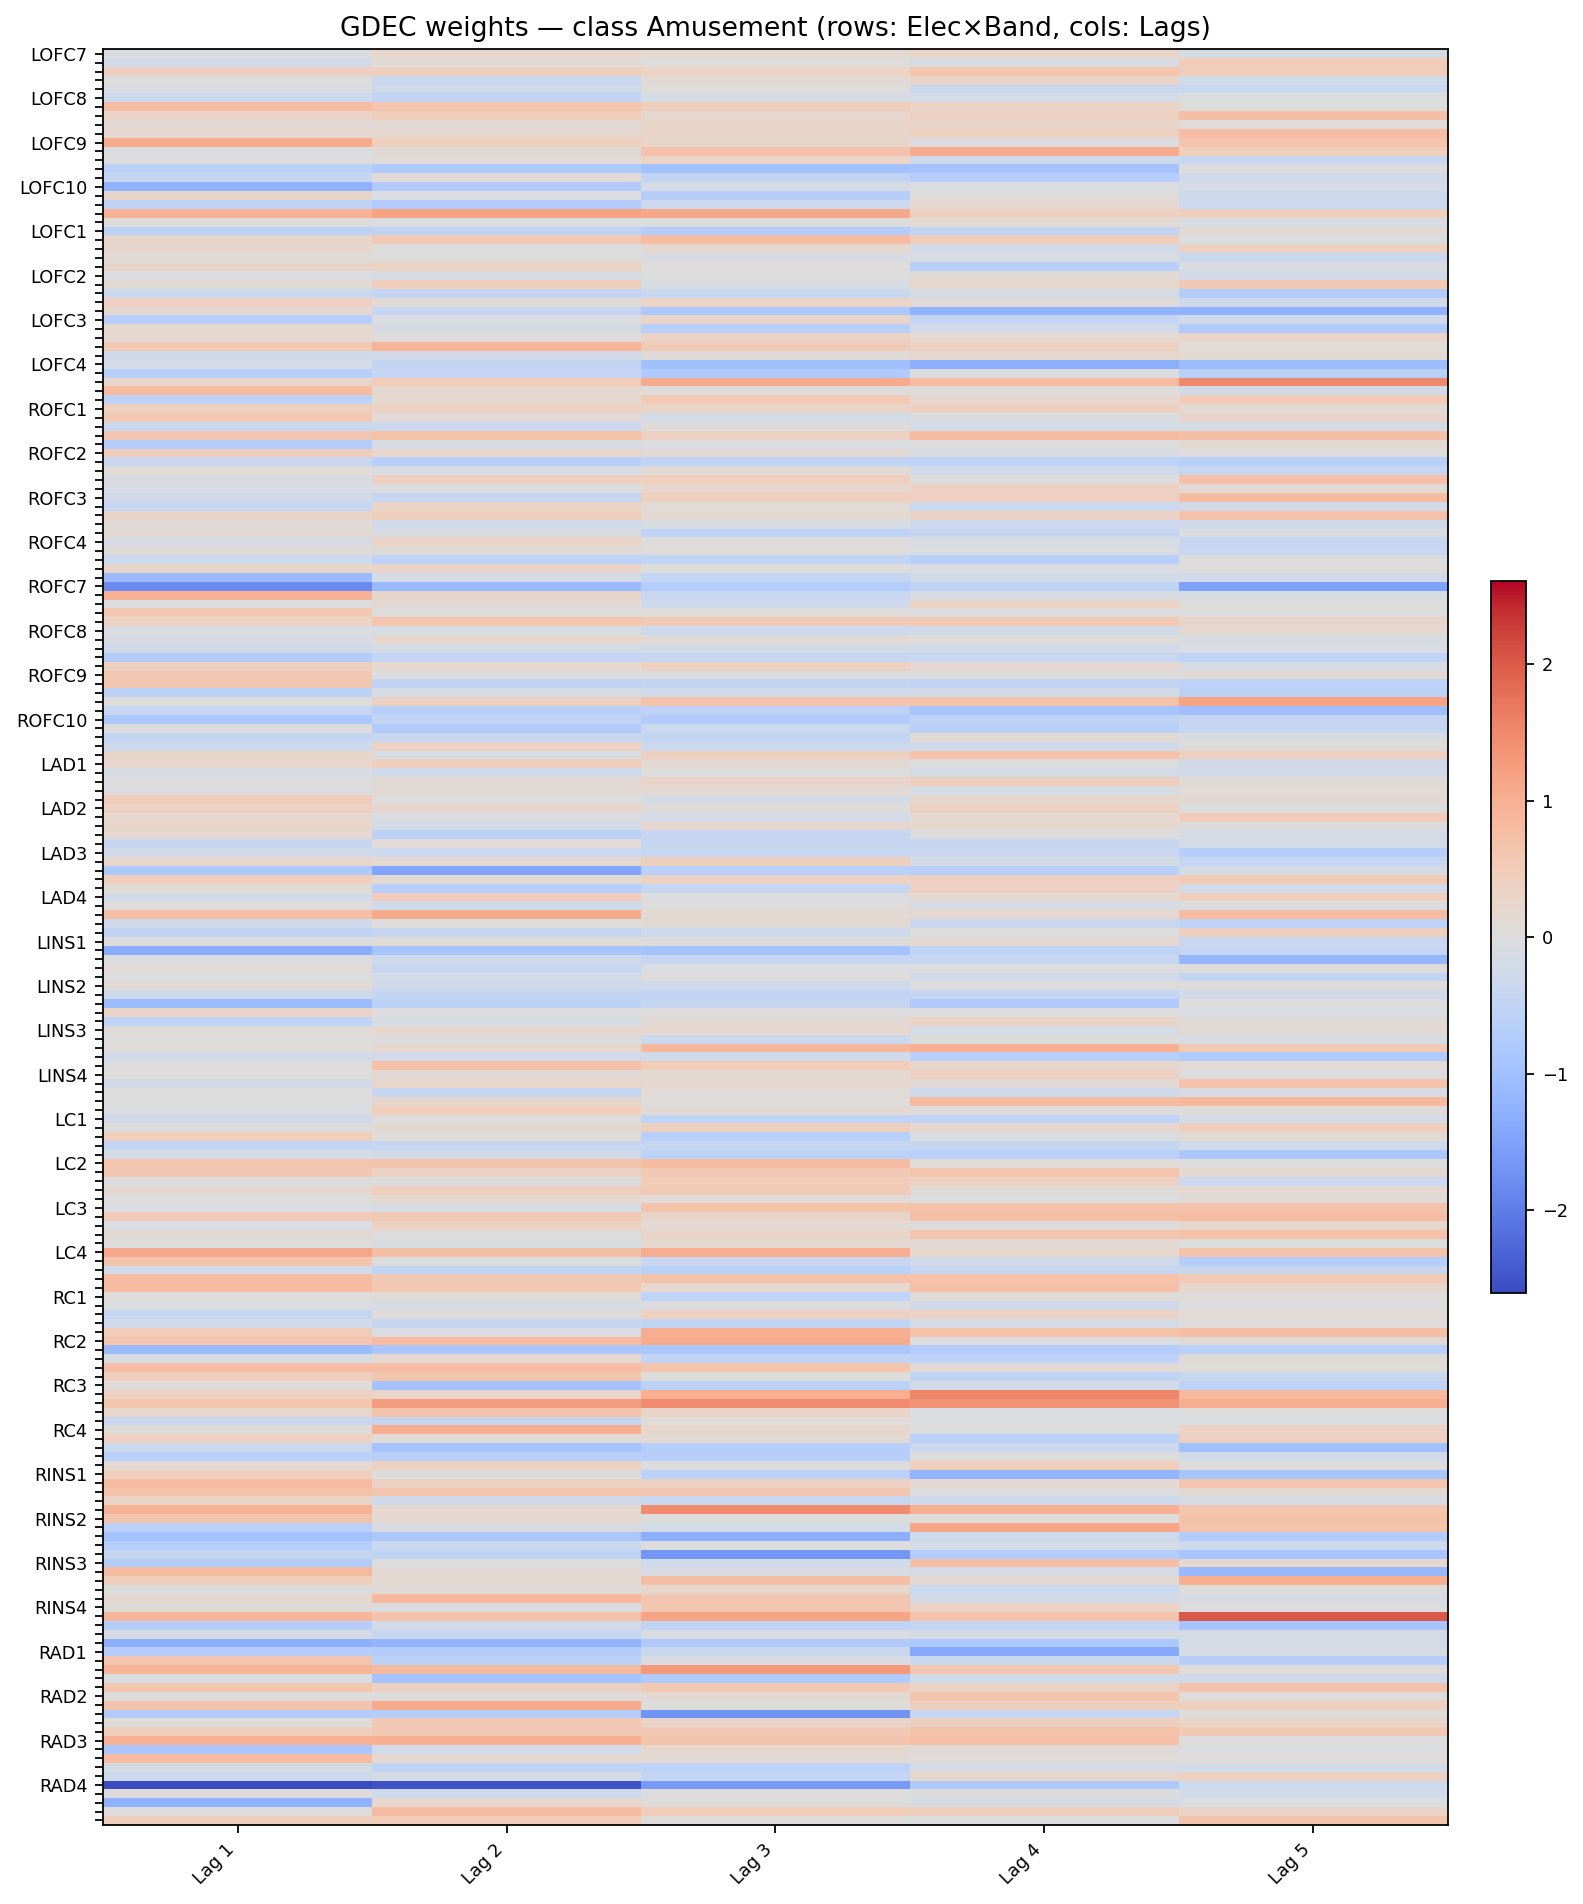 GDEC weights — class Amusement (rows: Elec×Band, cols: Lags)
LOFC7
LOFC8
LOFC9
LOFC10
LOFC1
LOFC2
LOFC3
LOFC4
ROFC1
ROFC2
ROFC3
ROFC4
ROFC7
ROFC8
ROFC9
ROFC10
LAD1
LAD2
LAD3
LAD4
LINS1
LINS2
LINS3
LINS4
LC1
LC2
LC3
LC4
RC1
RC2
RC3
RC4
RINS1
RINS2
RINS3
RINS4
RAD1
RAD2
RAD3
RAD4
Lag 1
Lag 2
Lag 3
Lag 4
Lag 5
2
1
0
−1
−2